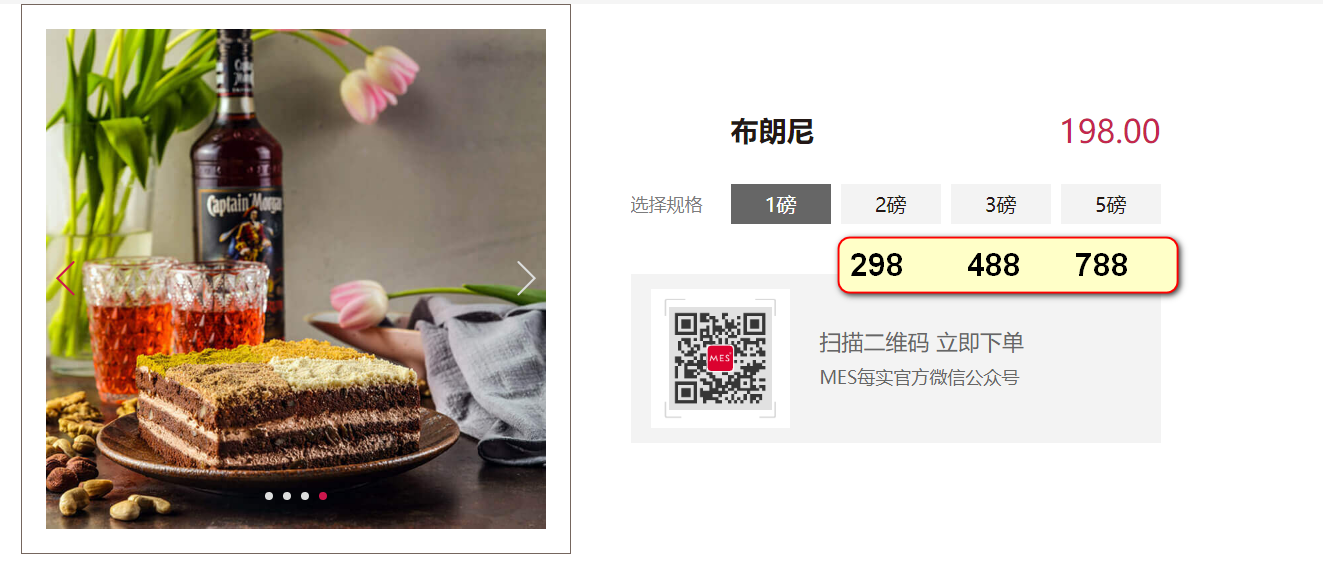 Captain Morgan
布朗尼
198.00
选择规格
1磅
2磅
3磅
5磅
298
488
788
MES
扫描二维码 立即下单
MES每实官方微信公众号